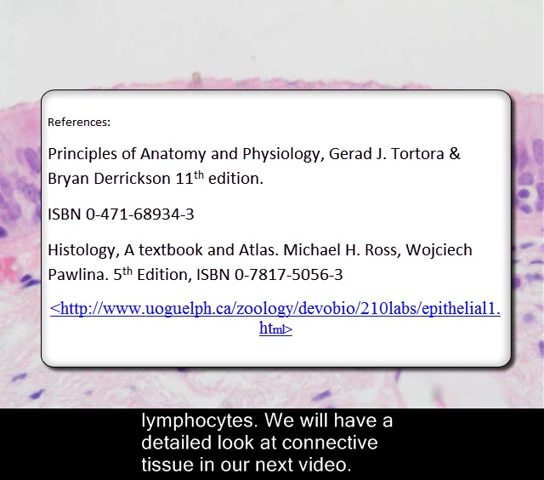 References:
Principles of Anatomy and Physiology, Gerad J. Tortora &
Bryan Derrickson 11th edition.
ISBN 0-471-68934-3
Histology, A textbook and Atlas. Michael H. Ross, Wojciech
Pawlina. 5th Edition, ISBN 0-7817-5056-3
<http://www.uoguelph.ca/zoology/devobio/210labs/epithelial1.
html>
lymphocytes. We will have a
detailed look at connective
tissue in our next video.